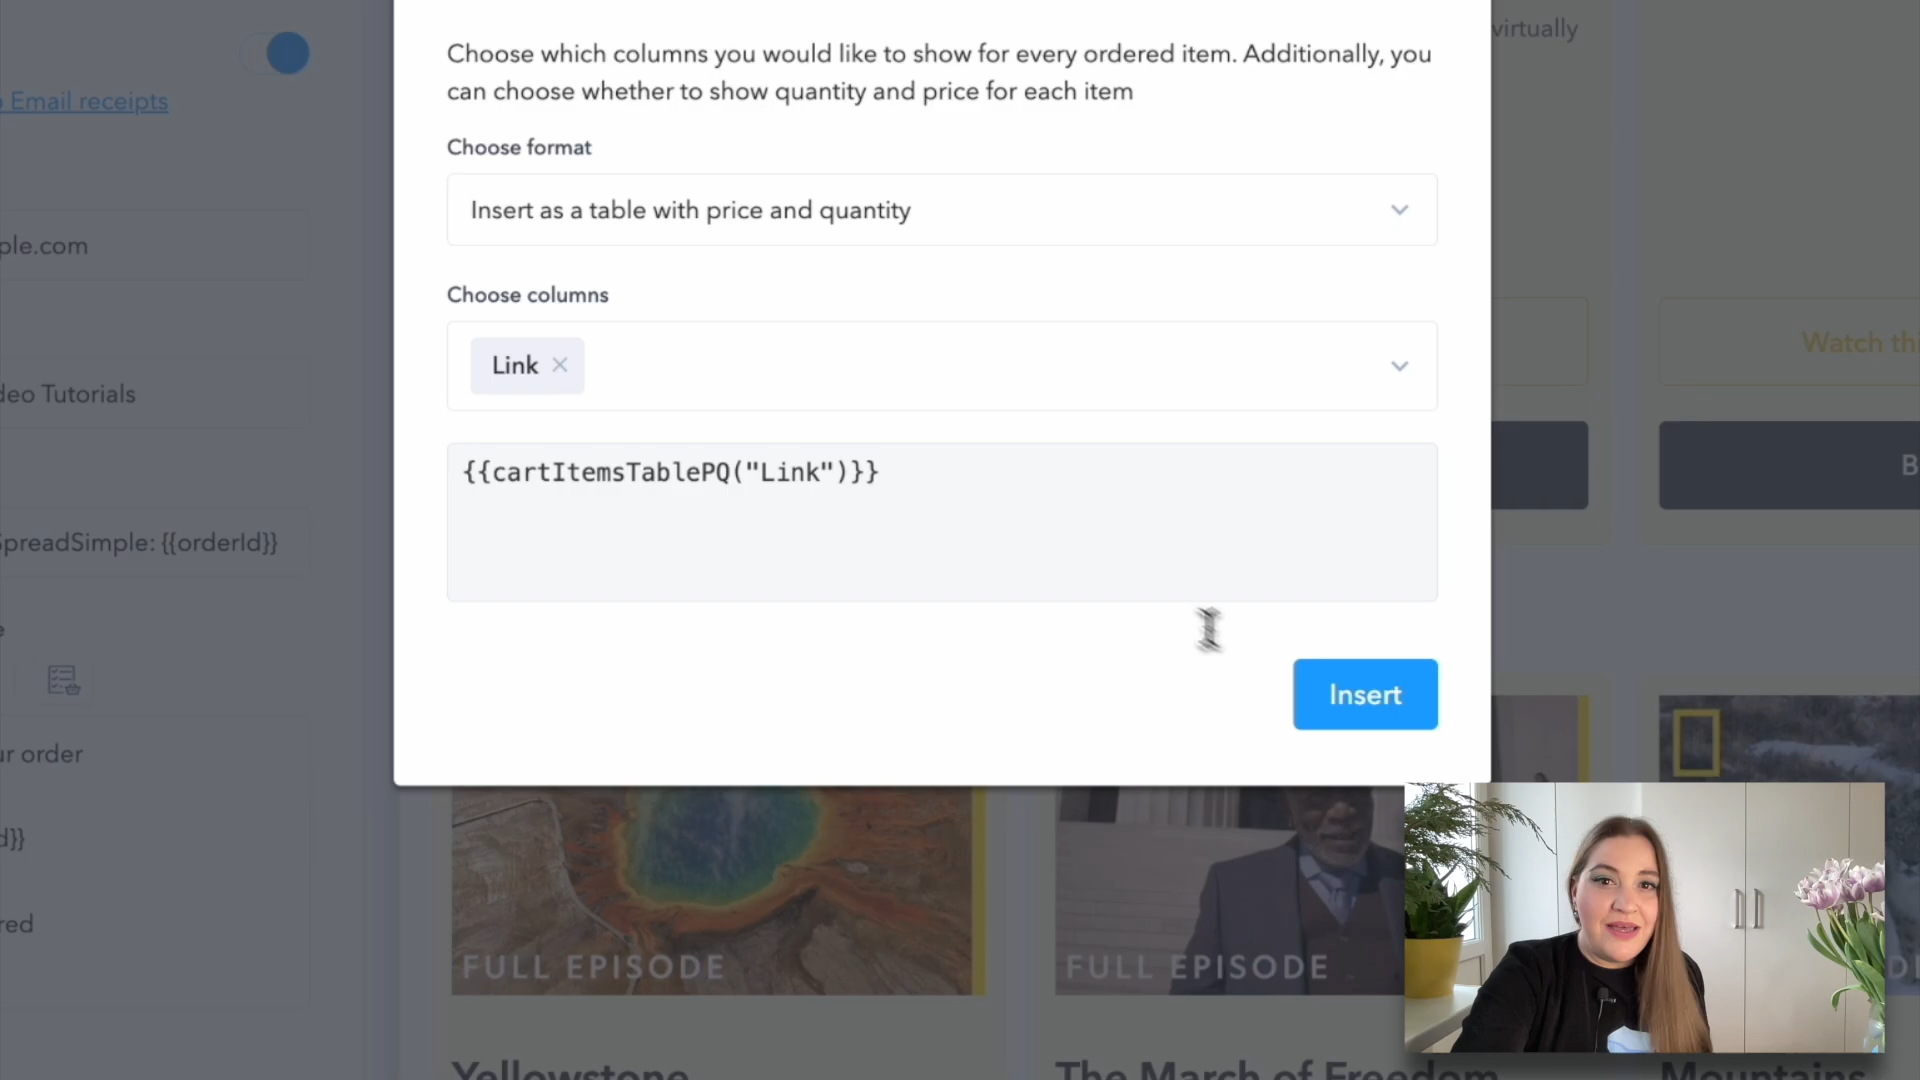 virtually
Choose which columns you would like to show for every ordered item. Additionally, you
can choose whether to show quantity and price for each item
Email receipts
Choose format
Insert as a table with price and quantity
ple.com
Choose columns
Link
Watch
deo Tutorials
{{cartItemsTablePQ("Link")}}
B
SpreadSimple: {{orderId}}
Insert
ur order
d}}
red
FULL EPISODE
FULL EPISODE
Yellowstone
The March of Freedom
Mountains